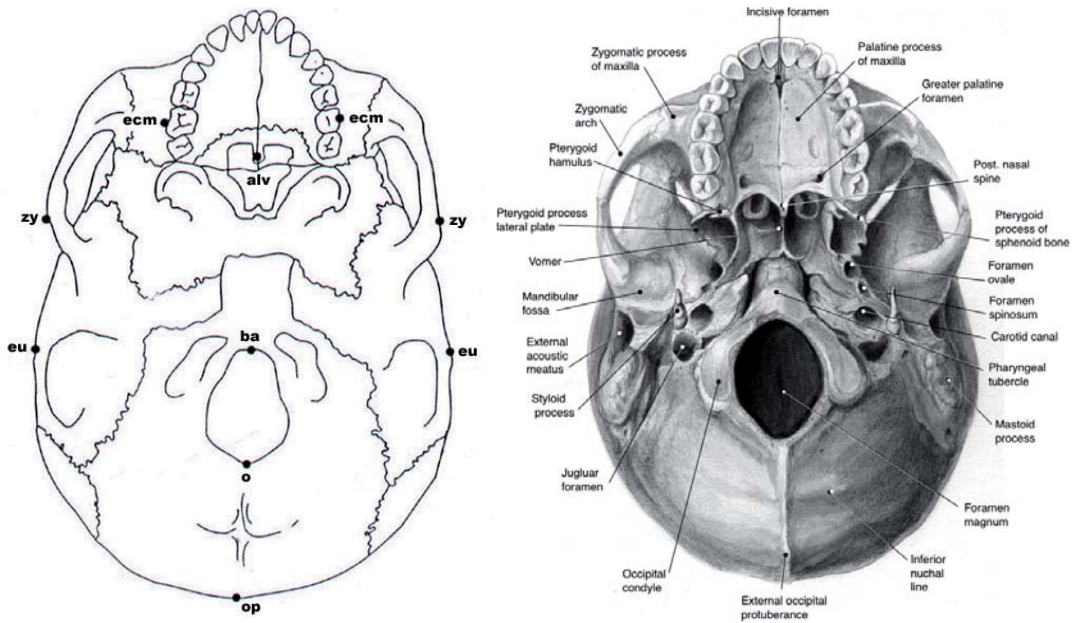 ecm
ecm
alv
zy
zy
eu
ba
eu
o
op
Incisive foramen
Zygomatic process
of maxilla
Palatine process
of maxilla
Greater palatine
foramen
Zygomatic
arch
Pterygoid
hamulus
Post. nasal
spine
Pterygoid process
lateral plate
Pterygoid
process of
sphenoid bone
Vomer
Foramen
ovale
Mandibular
fossa
Foramen
spinosum
External
acoustic
meatus
Carotid canal
Pharyngeal
tubercle
Styloid
process
Mastoid
process
Jugluar
foramen
Foramen
magnum
Occipital
condyle
Inferior
nuchal
line
External occipital
protuberance